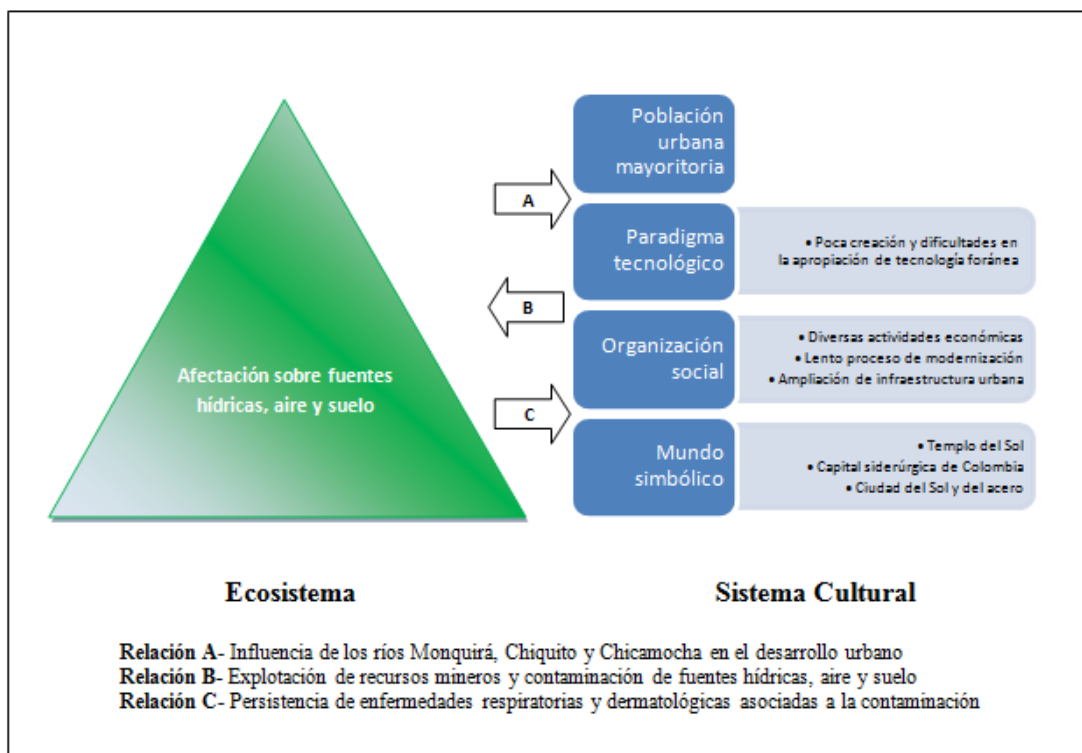 Población
urbana
mayoritoria
A
Paradigma
tecnológico
• Poca creación y dificultades en
la apropiación de tecnología foránea
B
Organización
social
• Diversas actividades económicas
• Lento proceso de modernización
• Ampliación de infraestructura urbana
Afectación sobre fuentes
hídricas, aire y suelo
C
Mundo
simbólico
• Templo del Sol
• Capital siderúrgica de Colombia
• Ciudad del Sol y del acero
Ecosistema
Sistema Cultural
Relación A- Influencia de los ríos Monquirá, Chiquito y Chicamocha en el desarrollo urbano
Relación B- Explotación de recursos mineros y contaminación de fuentes hídricas, aire y suelo
Relación C- Persistencia de enfermedades respiratorias y dermatológicas asociadas a la contaminación